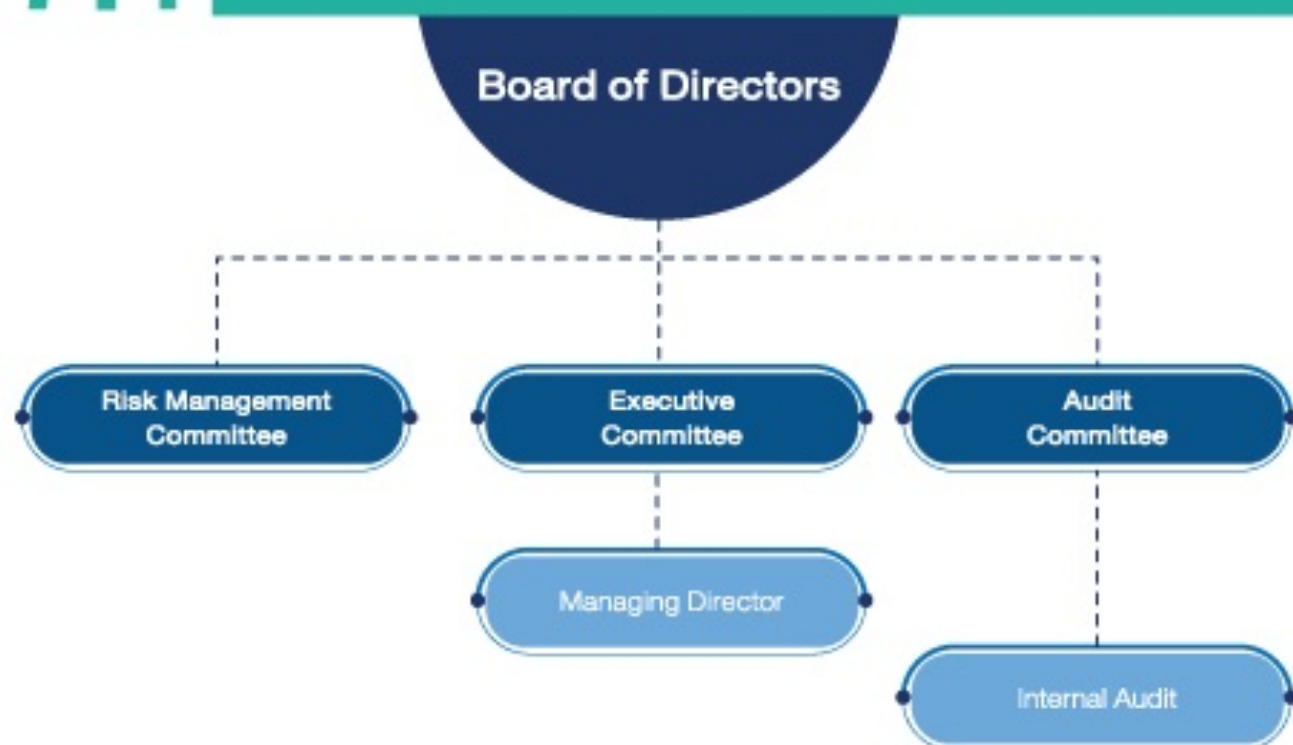 Board of Directors
Risk Management
Committee
Executive
Committee
Audit
Committee
Managing Director
Internal Audit